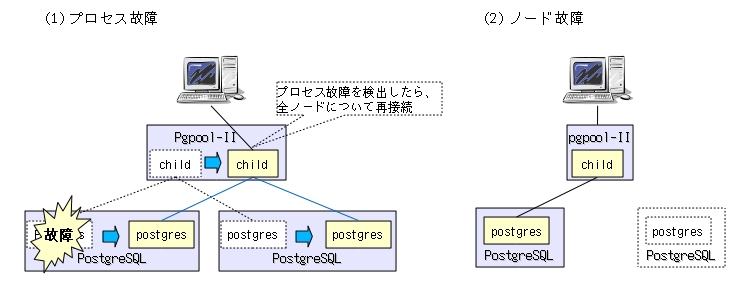 (1) プロセス故障
(2) ノード故障
プロセス故障を検出したら、
全ノードについて再接続
Pgpool-II
child
child
故障
postgres
postgres
postgres
PostgreSQL
PostgreSQL
pgpool-II
child
postgres
PostgreSQL
postgres
PostgreSQL